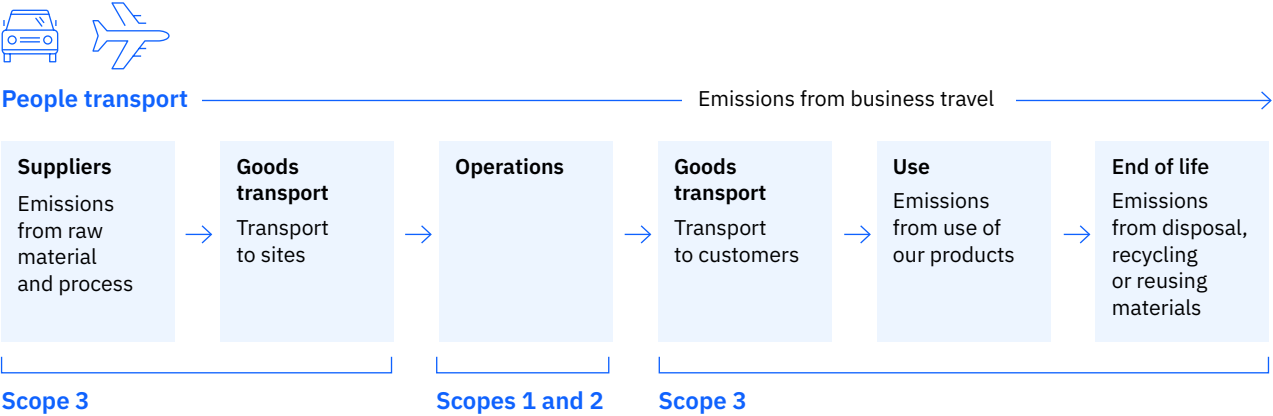 People transport
Emissions from business travel
Suppliers
Emissions
from raw
material
and process
Goods
transport
Transport
to sites
Operations
Goods
transport
Transport
to customers
Use
Emissions
from use of
our products
End of life
Emissions
from disposal,
recycling
or reusing
materials
Scope 3
Scopes 1 and 2
Scope 3